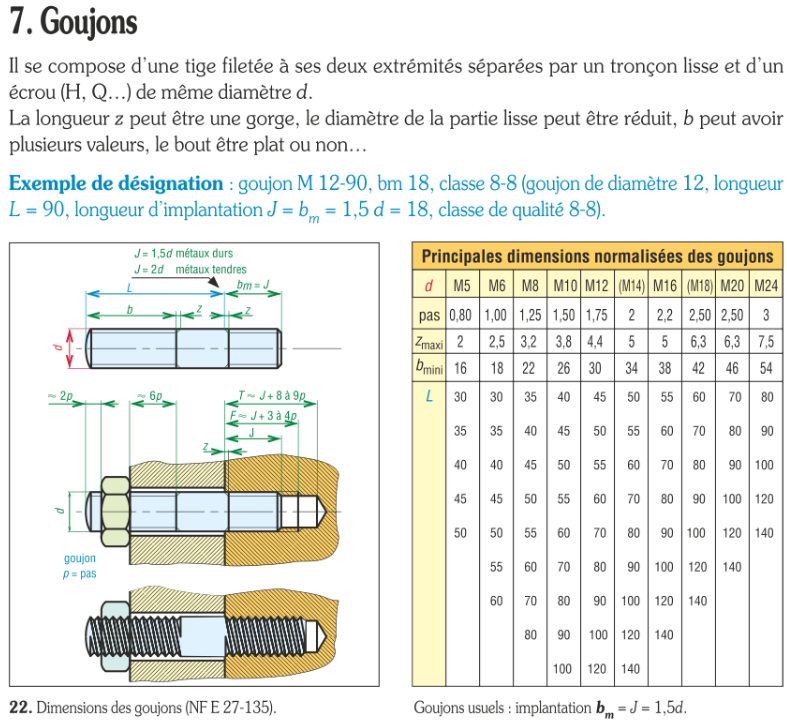 7. Goujons
Il se compose d'une tige filetée à ses deux extrémités séparées par un tronçon lisse et d'un
écrou (H, Q…) de même diamètre d.
La longueur z peut être une gorge, le diamètre de la partie lisse peut être réduit, b peut avoir
plusieurs valeurs, le bout être plat ou non…
Exemple de désignation : goujon M 12-90, bm 18, classe 8-8 (goujon de diamètre 12, longueur
L = 90, longueur d'implantation J = bm = 1,5 d = 18, classe de qualité 8-8).
J = 1,5d métaux durs
J = 2d métaux tendres
L
bm = J
b
z
z
d
≈ 2p
≈ 6p
T ≈ J + 8 à 9p
F ≈ J + 3 à 4p
J
z
d
goujon
p = pas
22. Dimensions des goujons (NF E 27-135).
Principales dimensions normalisées des goujons
d M5 M6 M8 M10 M12 (M14) M16 (M18) M20 M24
pas 0,80 1,00 1,25 1,50 1,75 2 2,2 2,50 2,50 3
zmaxi 2 2,5 3,2 3,8 4,4 5 5 6,3 6,3 7,5
bmini 16 18 22 26 30 34 38 42 46 54
L 30 30 35 40 45 50 55 60 70 80
35 35 40 45 50 55 60 70 80 90
40 40 45 50 55 60 70 80 90 100
45 45 50 55 60 70 80 90 100 120
50 50 55 60 70 80 90 100 120 140
55 60 70 80 90 100 120 140
60 70 80 90 100 120 140
80 90 100 120 140
100 120 140
Goujons usuels : implantation bm = J = 1,5d.